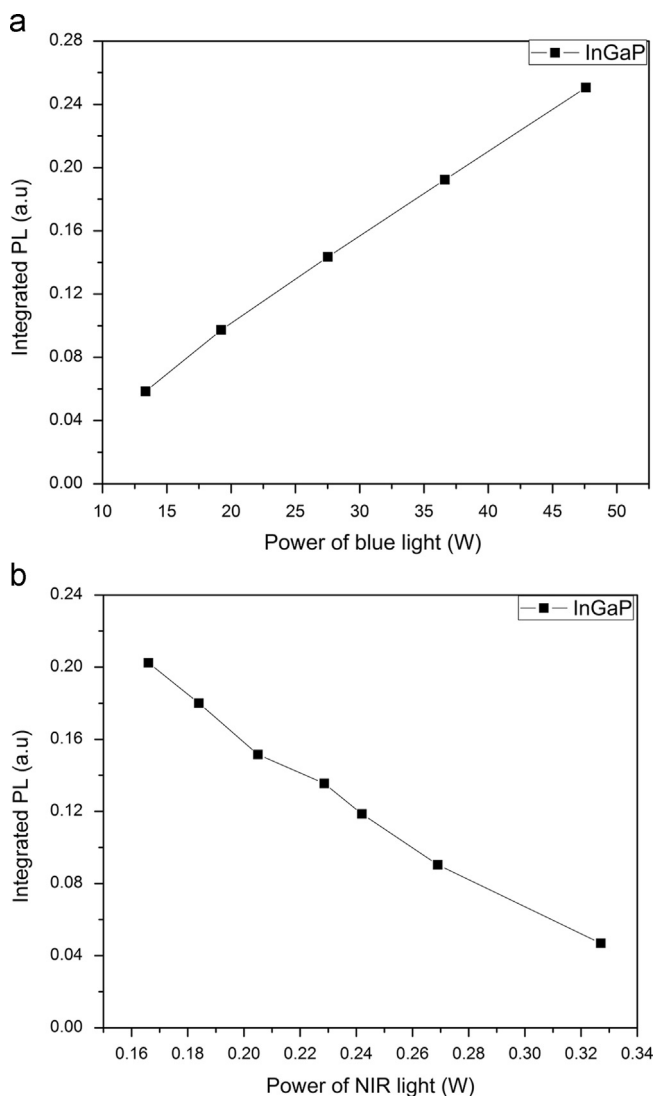 a
0.28
InGaP
0.24
0.20
0.16
0.12
0.08
0.04
0.00
Integrated PL (a.u)
10 15 20 25 30 35 40 45 50
Power of blue light (W)
b
0.24
InGaP
0.20
0.16
0.12
0.08
0.04
0.00
Integrated PL (a.u)
0.16 0.18 0.20 0.22 0.24 0.26 0.28 0.30 0.32 0.34
Power of NIR light (W)